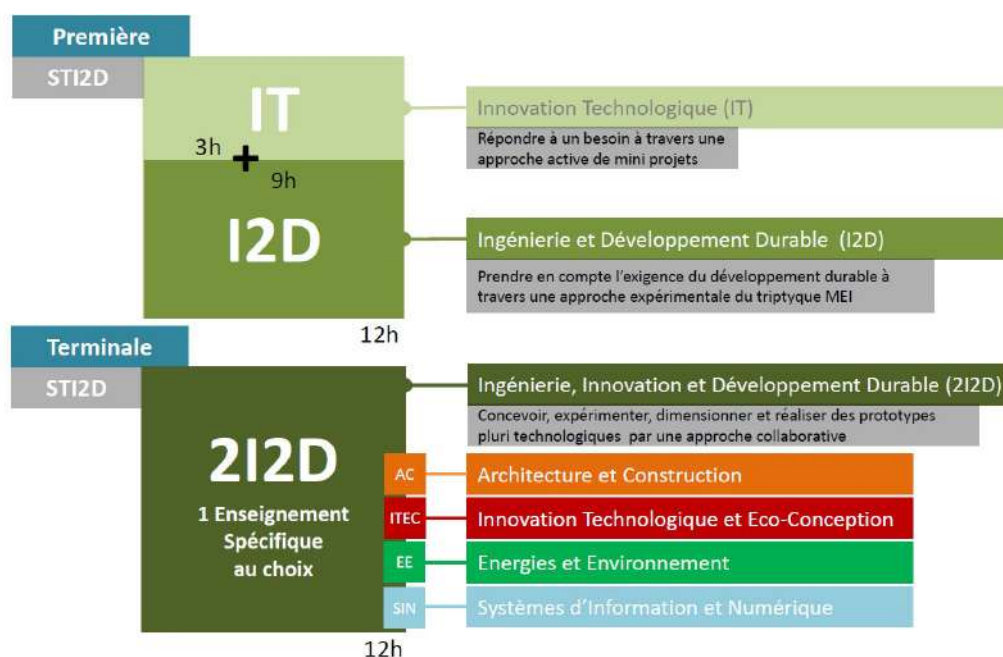 Première
STI2D
IT
3h
+
9h
I2D
12h
Innovation Technologique (IT)
Répondre à un besoin à travers une
approche active de mini projets
Ingénierie et Développement Durable (I2D)
Prendre en compte l'exigence du développement durable à
travers une approche expérimentale du triptyque MEI
Terminale
STI2D
2I2D
1 Enseignement
Spécifique
au choix
12h
Ingénierie, Innovation et Développement Durable (2I2D)
Concevoir, expérimenter, dimensionner et réaliser des prototypes
pluri technologiques par une approche collaborative
AC Architecture et Construction
ITEC Innovation Technologique et Eco-Conception
EE Energies et Environnement
SIN Systèmes d'Information et Numérique